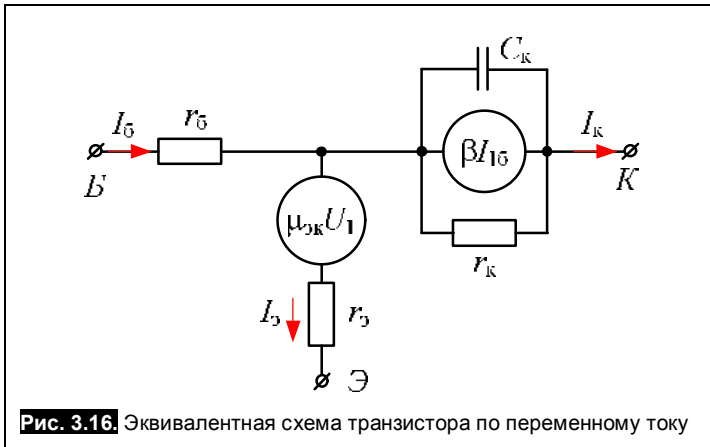 Cк
Iб
rб
βI1б
Iк
Б
К
μэкU1
rк
Iэ
rэ
Э
Рис. 3.16. Эквивалентная схема транзистора по переменному току